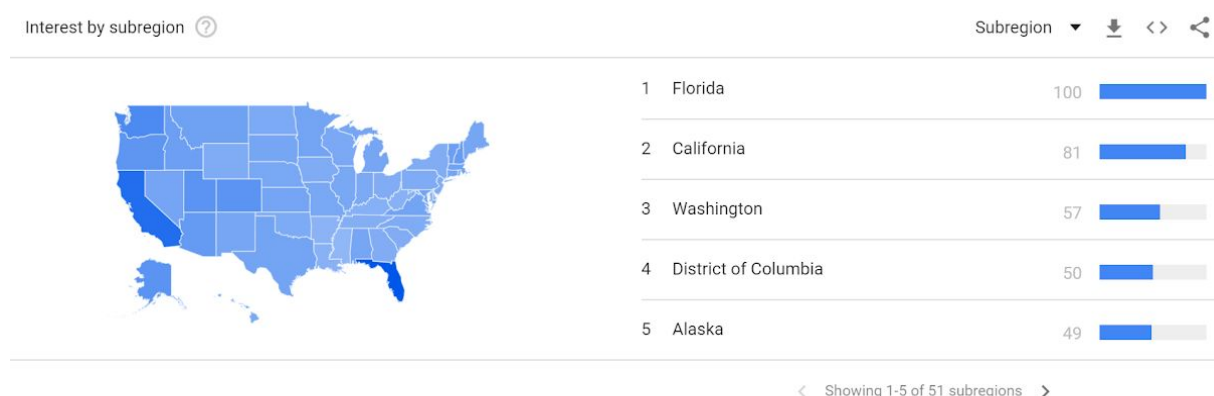 Interest by subregion ?
Subregion
1 Florida 100
2 California 81
3 Washington 57
4 District of Columbia 50
5 Alaska 49
Showing 1-5 of 51 subregions